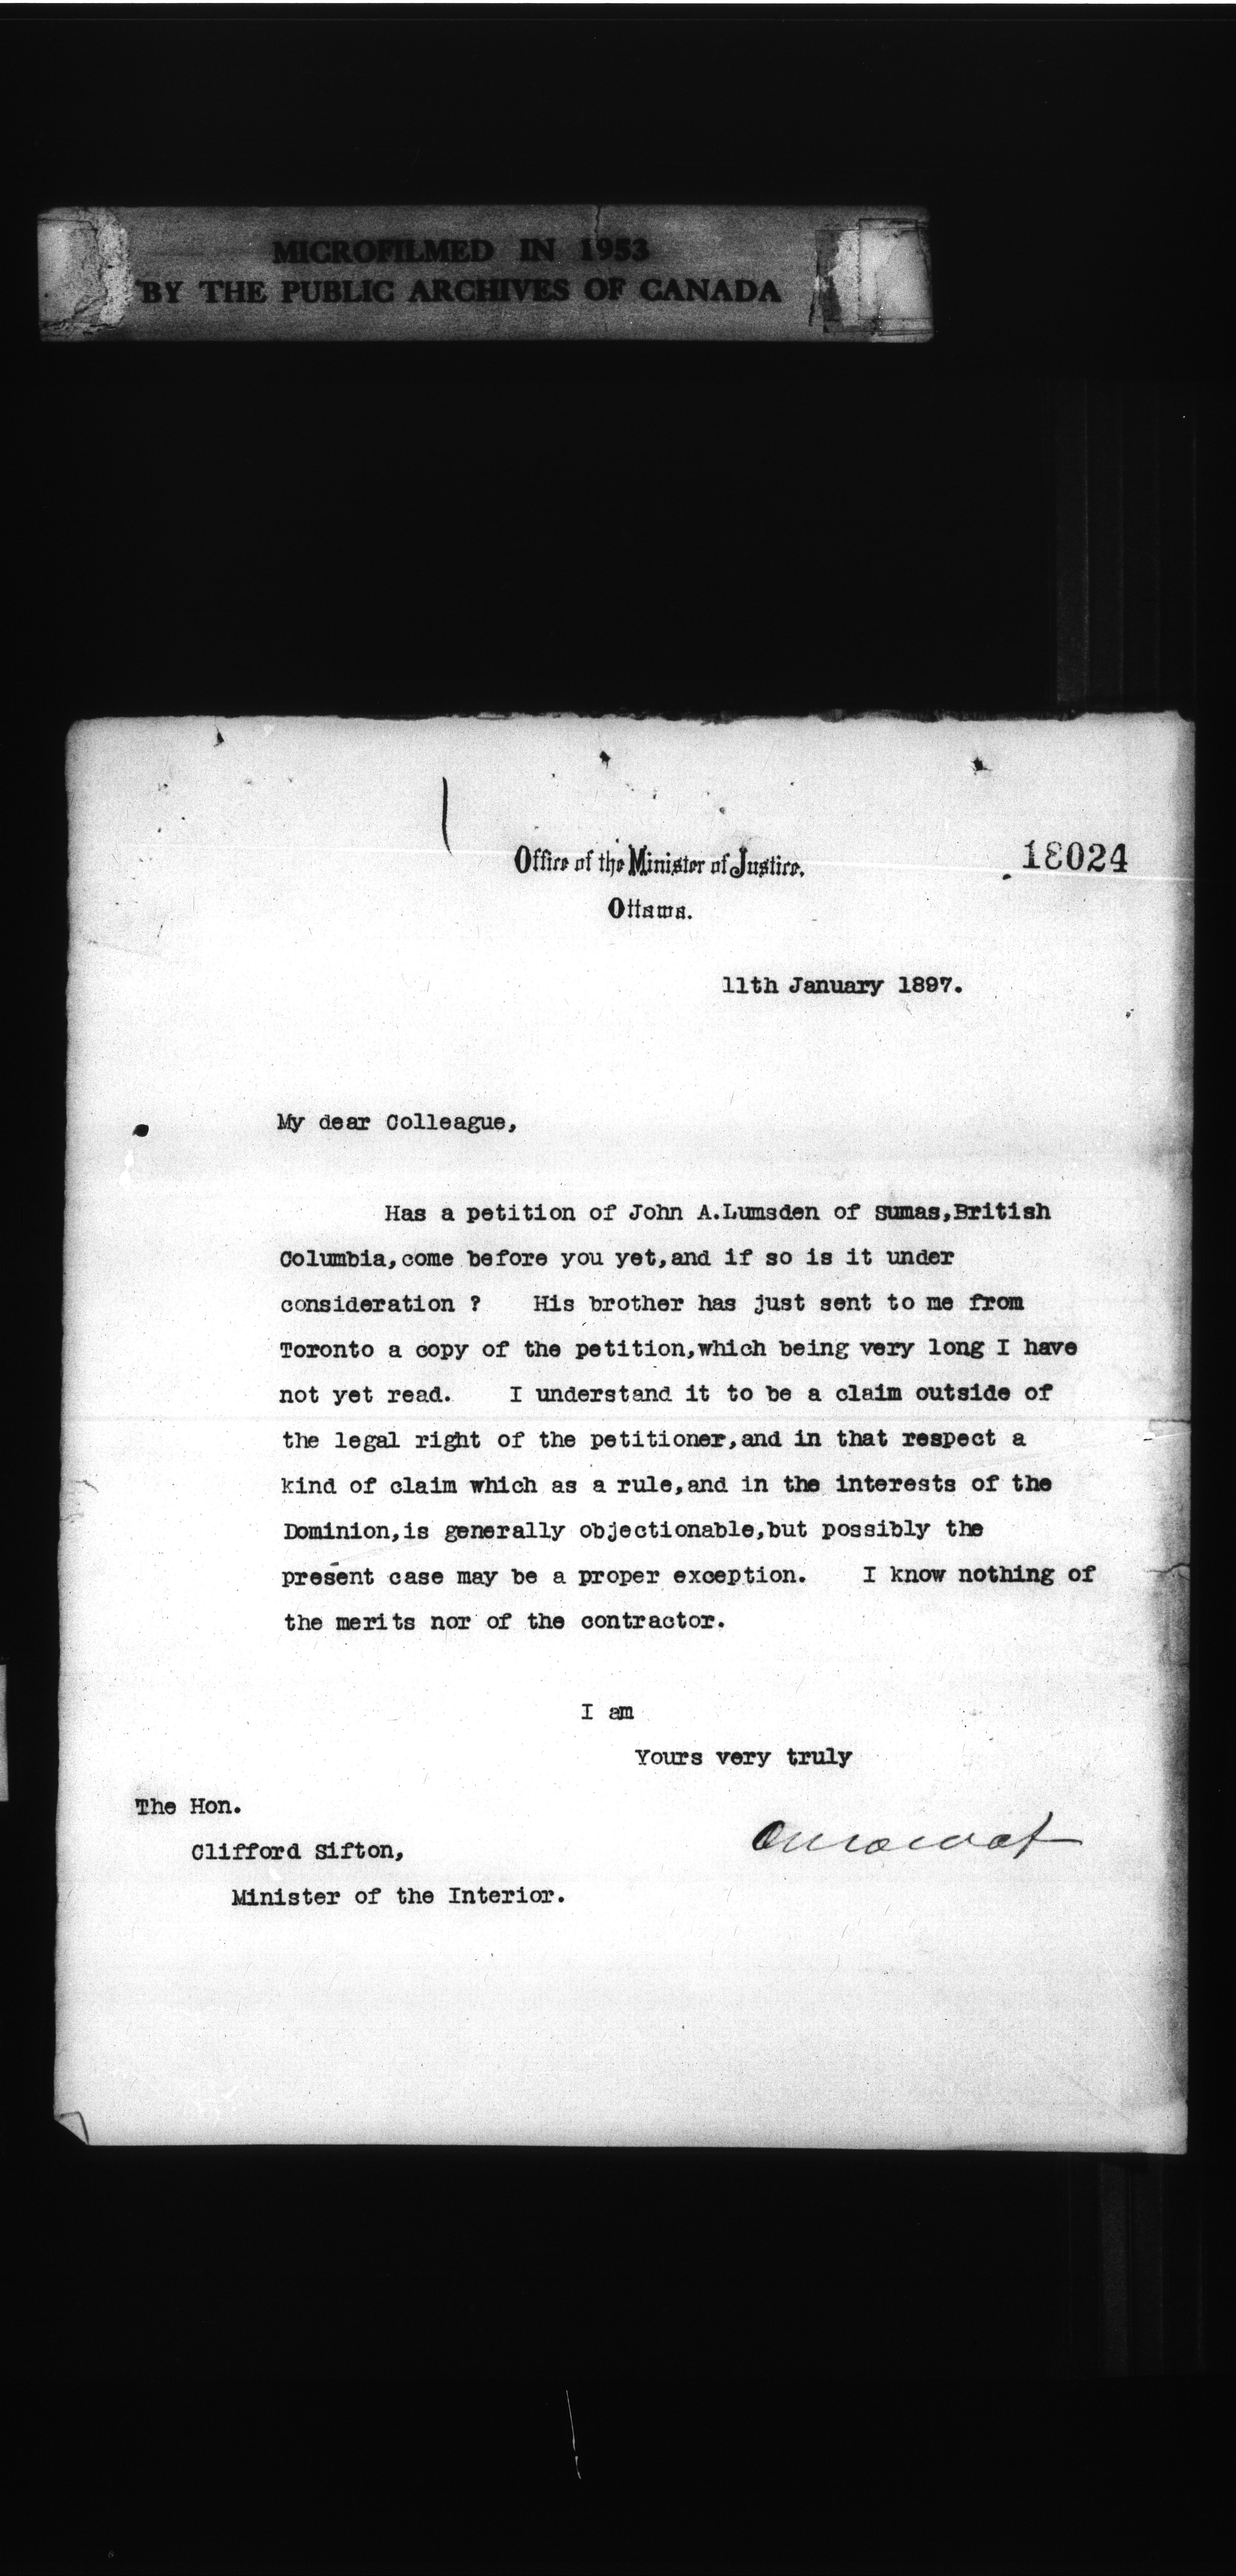 MICROFILMED IN 1953
BY THE PUBLIC ARCHIVES OF CANADA
Office of the Minister of Justice.
18024
Ottawa.
11th January 1897.
My dear Colleague,
Has a petition of John A.Lumsden of Sumas,British
Columbia,come before you yet,and if so is it under
consideration ? His brother has just sent to me from
Toronto a copy of the petition,which being very long I have
not yet read. I understand it to be a claim outside of
the legal right of the petitioner,and in that respect a
kind of claim which as a rule,and in the interests of the
Dominion,is generally objectionable,but possibly the
present case may be a proper exception. I know nothing of
the merits nor of the contractor.
I am
Yours very truly
The Hon.
OMowat
Clifford Sifton,
Minister of the Interior.